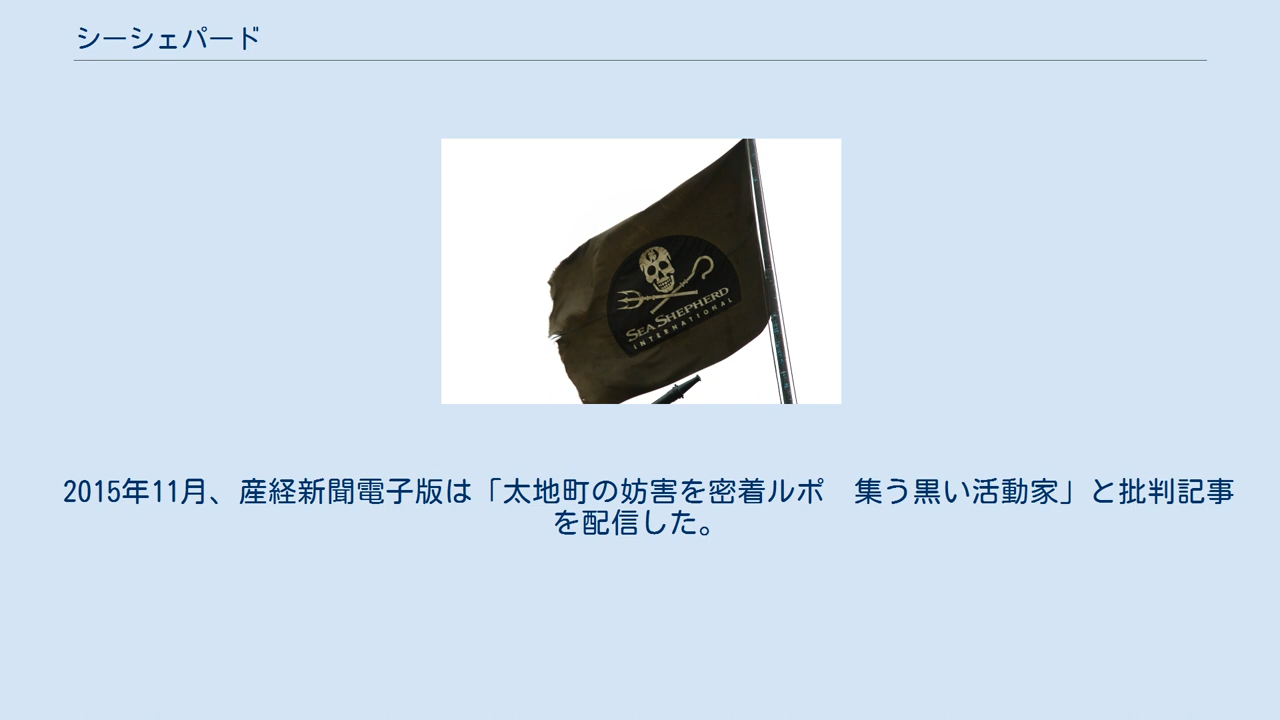 シーシェパード
SEA SHEPHERD
INTERNATIONAL
2015年11月、産経新聞電子版は「太地町の妨害を密着ルポ　集う黒い活動家」と批判記事
を配信した。